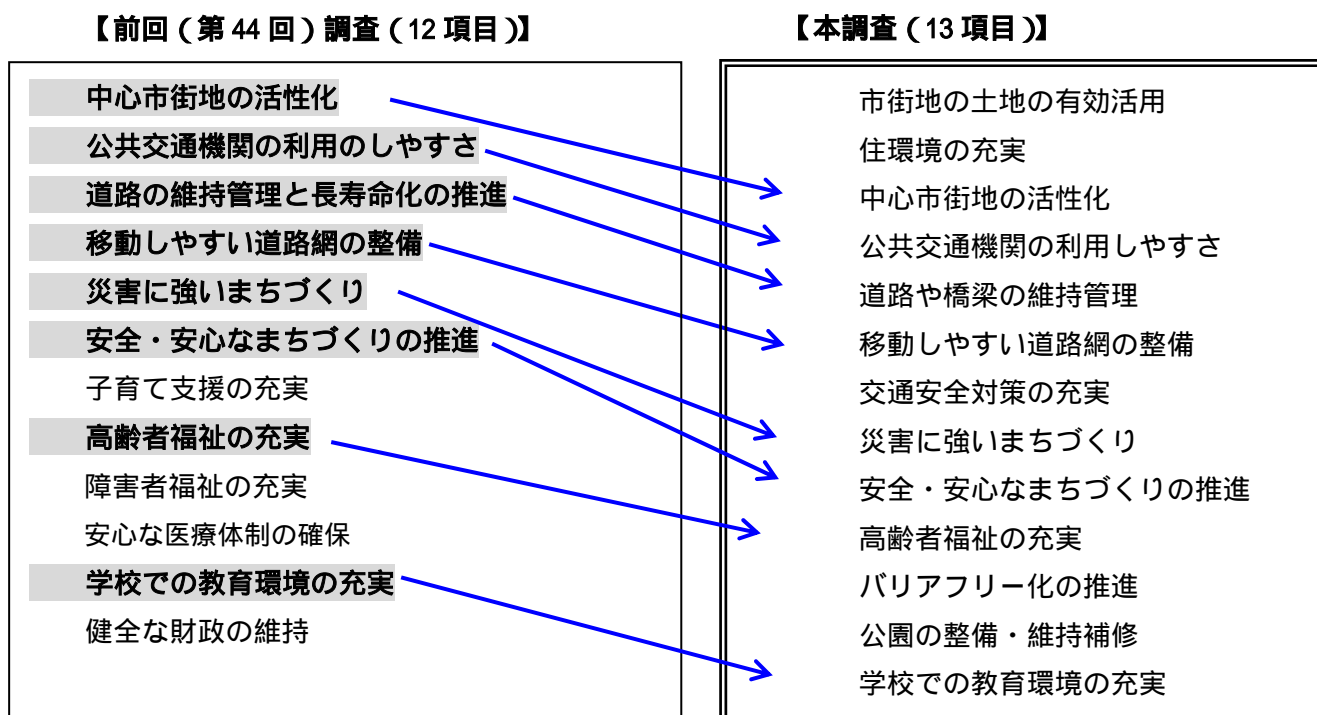 【前回（第44回）調査（12項目）】
中心市街地の活性化
公共交通機関の利用のしやすさ
道路の維持管理と長寿命化の推進
移動しやすい道路網の整備
災害に強いまちづくり
安全・安心なまちづくりの推進
子育て支援の充実
高齢者福祉の充実
障害者福祉の充実
安心な医療体制の確保
学校での教育環境の充実
健全な財政の維持
【本調査（13項目）】
市街地の土地の有効活用
住環境の充実
中心市街地の活性化
公共交通機関の利用しやすさ
道路や橋梁の維持管理
移動しやすい道路網の整備
交通安全対策の充実
災害に強いまちづくり
安全・安心なまちづくりの推進
高齢者福祉の充実
バリアフリー化の推進
公園の整備・維持補修
学校での教育環境の充実